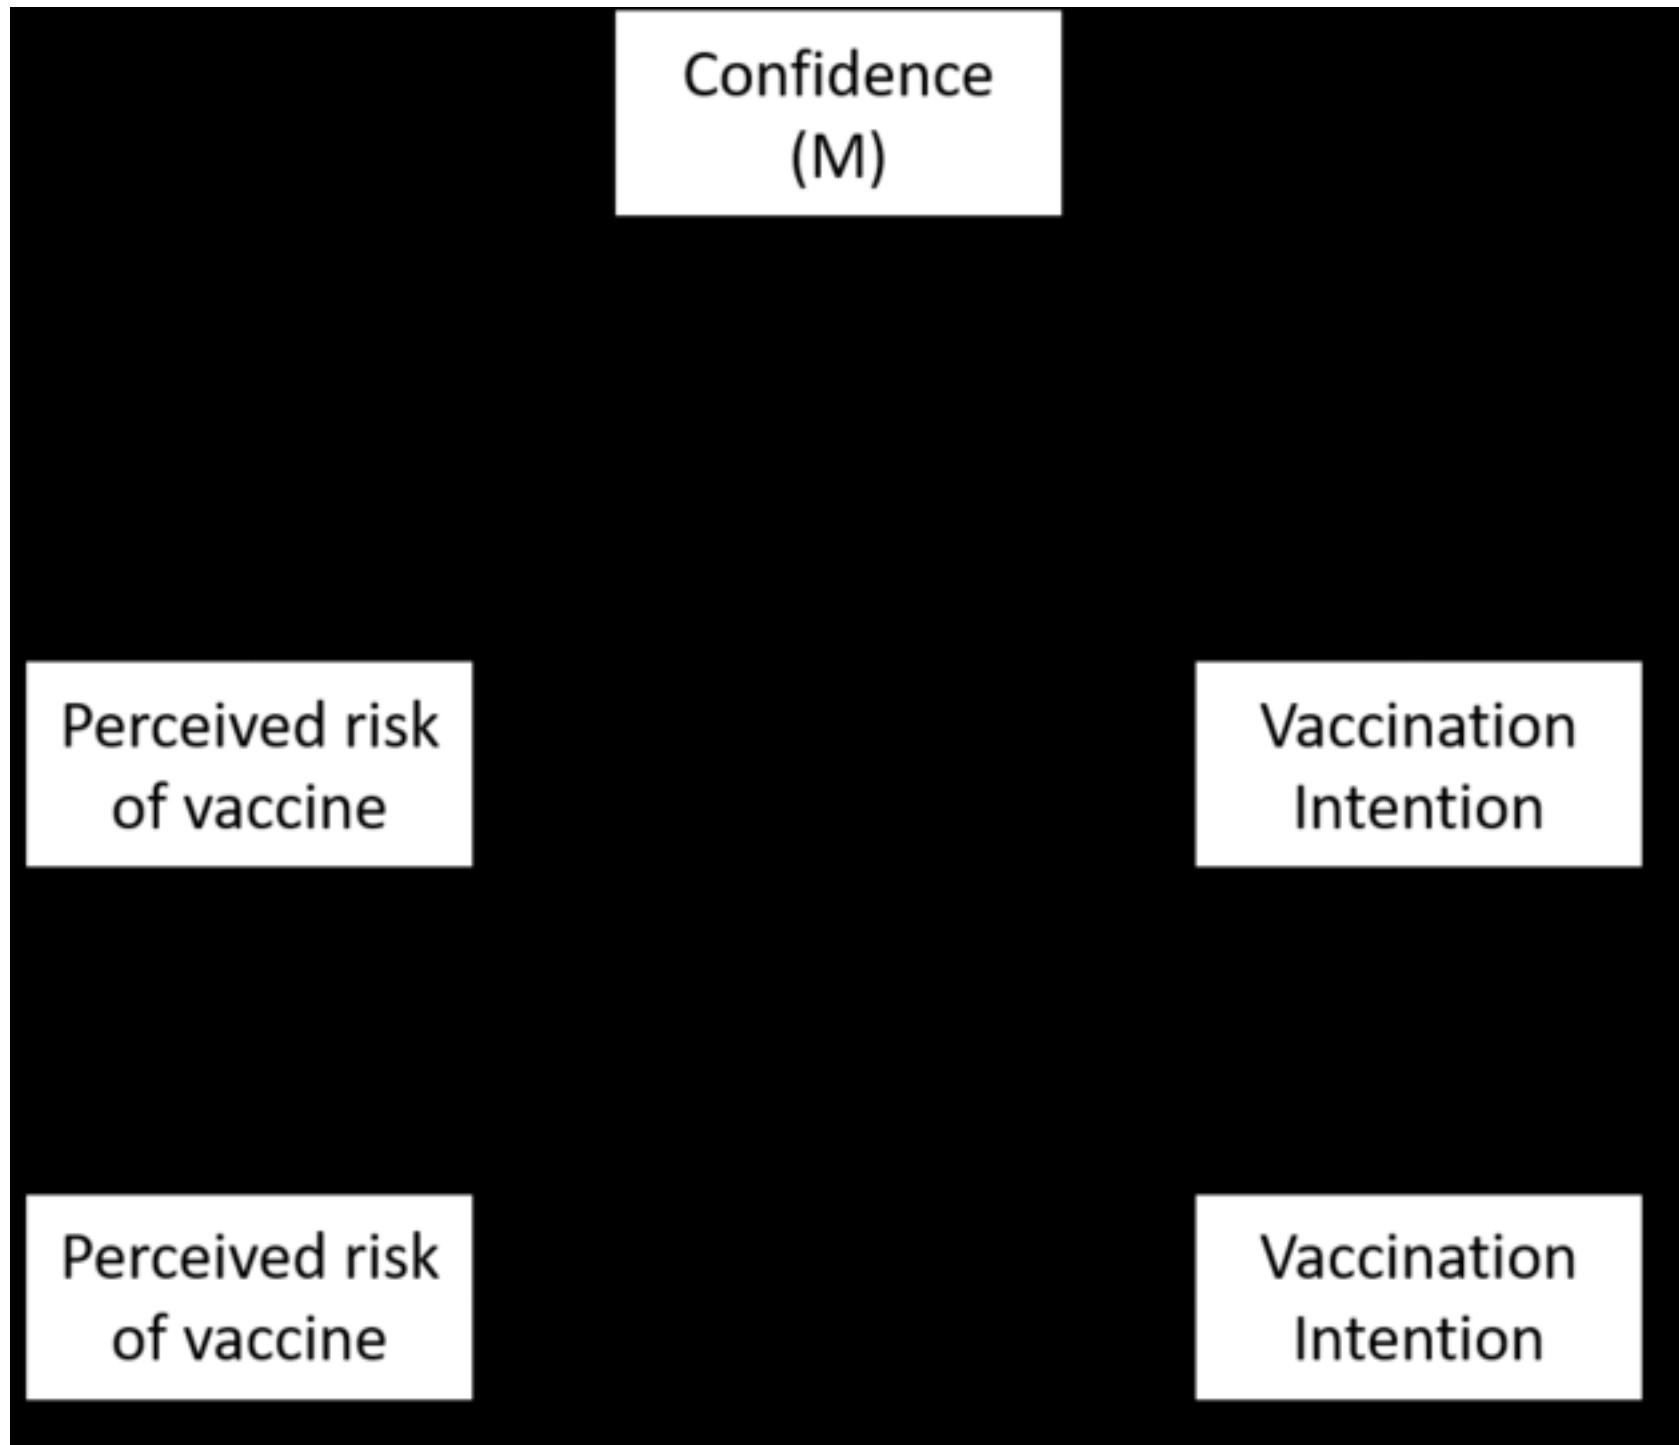 Confidence
(M)
Perceived risk
of vaccine
Vaccination
Intention
Perceived risk
of vaccine
Vaccination
Intention